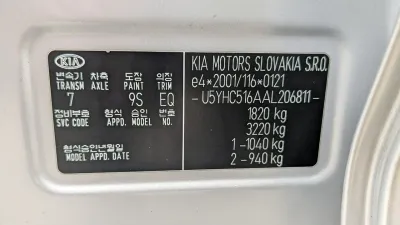 KIA
변속기 차축 도장 의장
TRANSM AXLE PAINT TRIM
7 9S EQ
정비부호 형식 승인번호
SVC CODE APPD. MODEL NO.
형식승인년월일
MODEL APP. DATE
KIA MOTORS SLOVAKIA S.R.O.
e4*2001/116*0121
-U5YHC516AAL206811-
1820 kg
3220 kg
1 -1040 kg
2 -940 kg